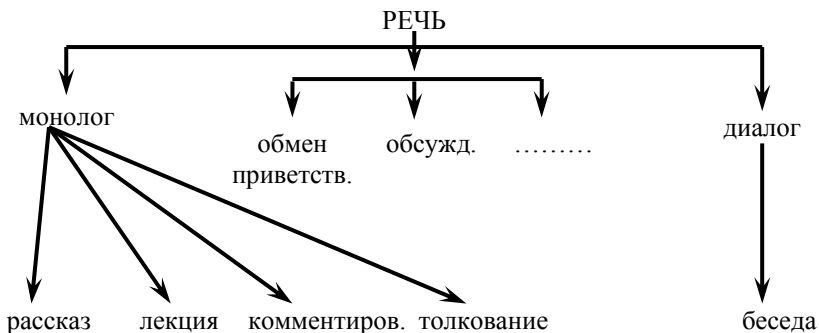 РЕЧЬ
монолог
обмен
приветств.
обсужд.
………
диалог
рассказ
лекция
комментиров.
толкование
беседа